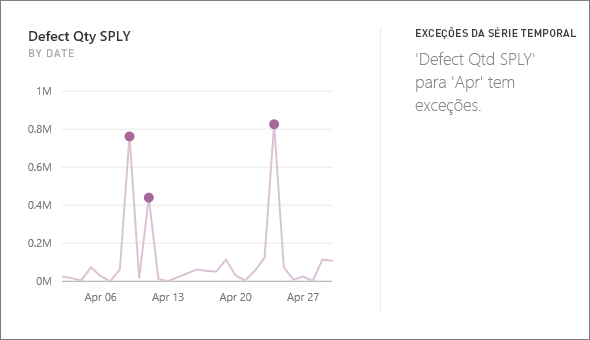 Defect Qty SPLY
BY DATE
1M
0.8M
0.6M
0.4M
0.2M
0M
Apr 06
Apr 13
Apr 20
Apr 27
EXCEÇÕES DA SÉRIE TEMPORAL
'Defect Qtd SPLY'
para 'Apr' tem
exceções.